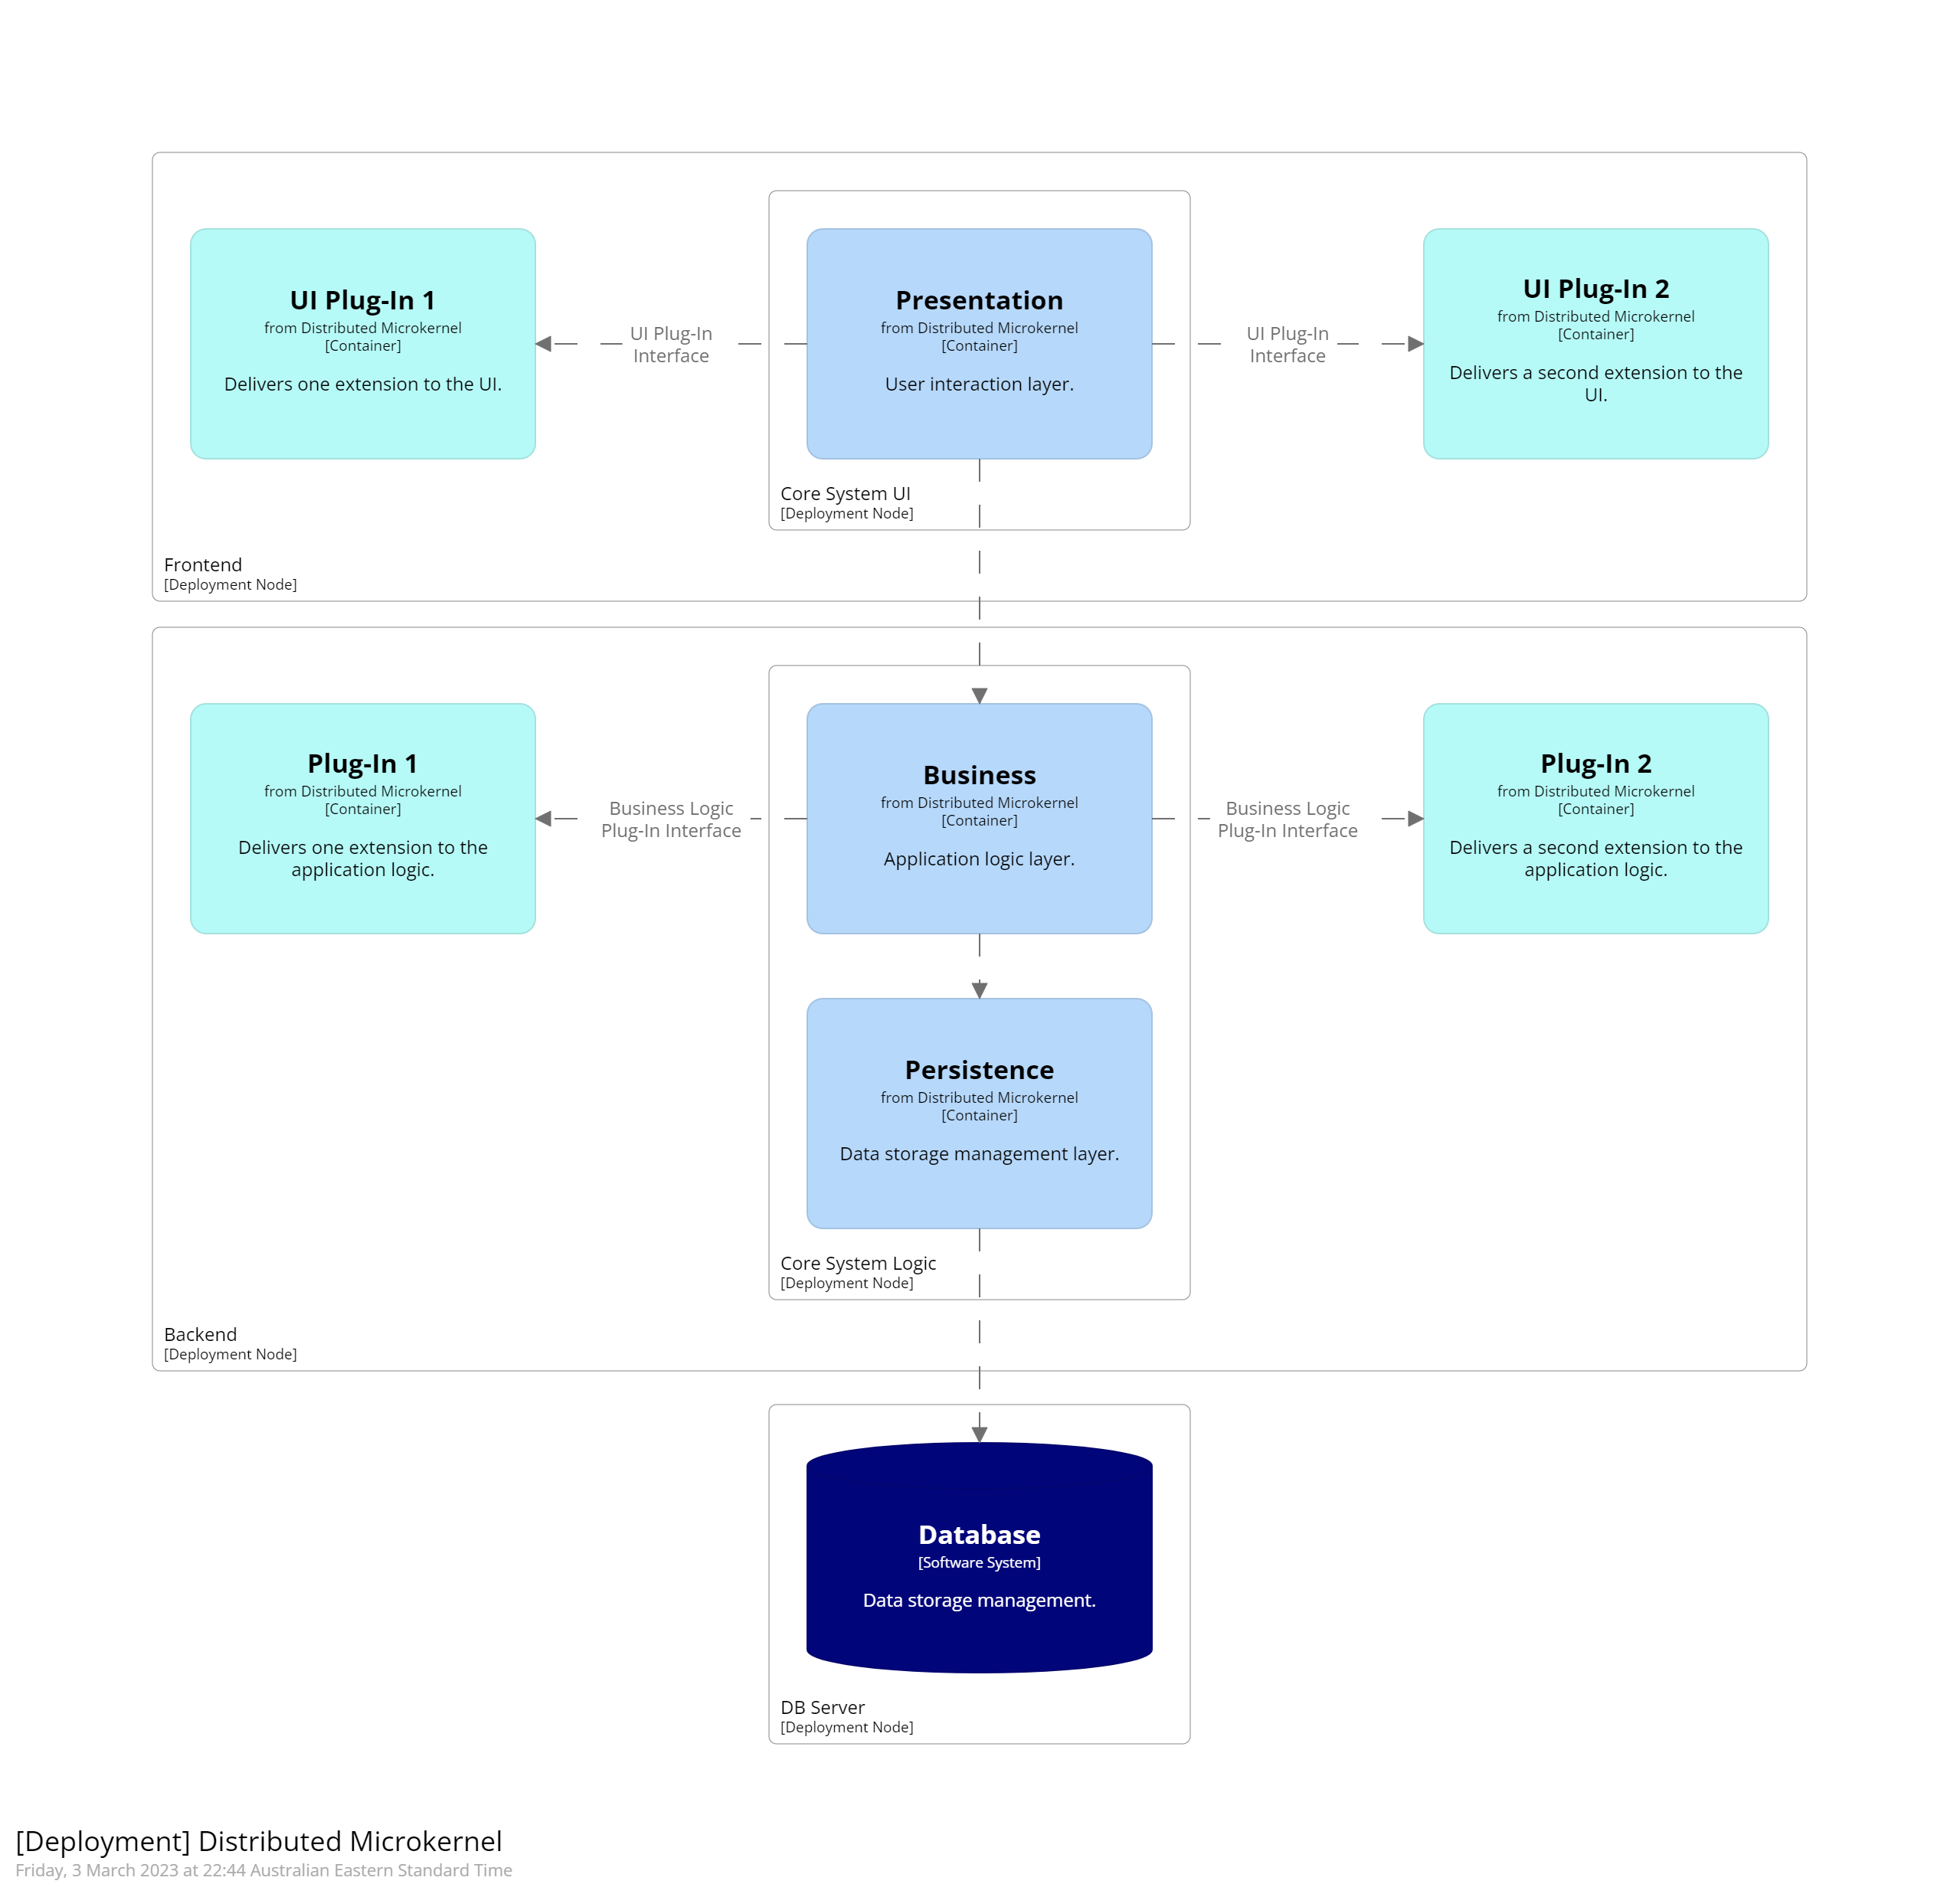 UI Plug-In 1
from Distributed Microkernel
[Container]
Delivers one extension to the UI.
UI Plug-In
Interface
Presentation
from Distributed Microkernel
[Container]
User interaction layer.
UI Plug-In
Interface
UI Plug-In 2
from Distributed Microkernel
[Container]
Delivers a second extension to the
UI.
Core System UI
[Deployment Node]
Frontend
[Deployment Node]
Plug-In 1
from Distributed Microkernel
[Container]
Delivers one extension to the
application logic.
Business Logic
Plug-In Interface
Business
from Distributed Microkernel
[Container]
Application logic layer.
Business Logic
Plug-In Interface
Plug-In 2
from Distributed Microkernel
[Container]
Delivers a second extension to the
application logic.
Persistence
from Distributed Microkernel
[Container]
Data storage management layer.
Core System Logic
[Deployment Node]
Backend
[Deployment Node]
Database
[Software System]
Data storage management.
DB Server
[Deployment Node]
[Deployment] Distributed Microkernel
Friday, 3 March 2023 at 22:44 Australian Eastern Standard Time